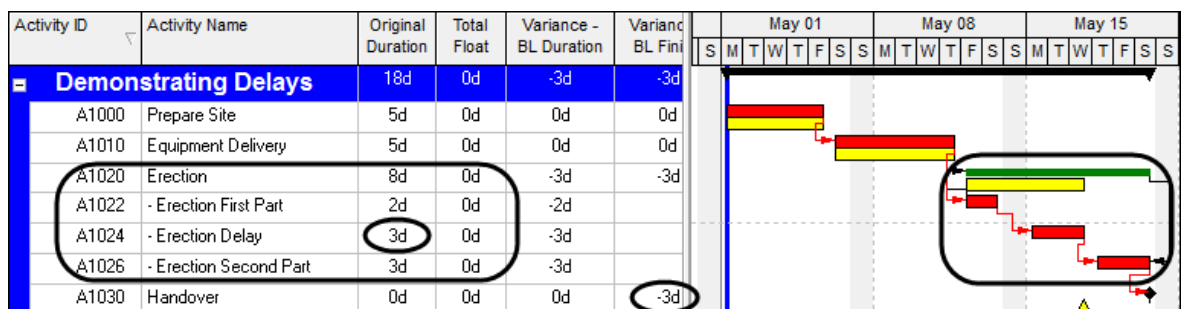 Activity ID Activity Name Original Total Variance - Varianc May 01 May 08 May 15
Duration Float BL Duration BL Fini S M T W T F S S M T W T F S S M T W T F S S
Demonstrating Delays 18d 0d -3d -3d
A1000 Prepare Site 5d 0d 0d 0d
A1010 Equipment Delivery 5d 0d 0d 0d
A1020 Erection 8d 0d -3d -3d
A1022 - Erection First Part 2d 0d -2d
A1024 - Erection Delay 3d 0d -3d
A1026 - Erection Second Part 3d 0d -3d
A1030 Handover 0d 0d 0d -3d